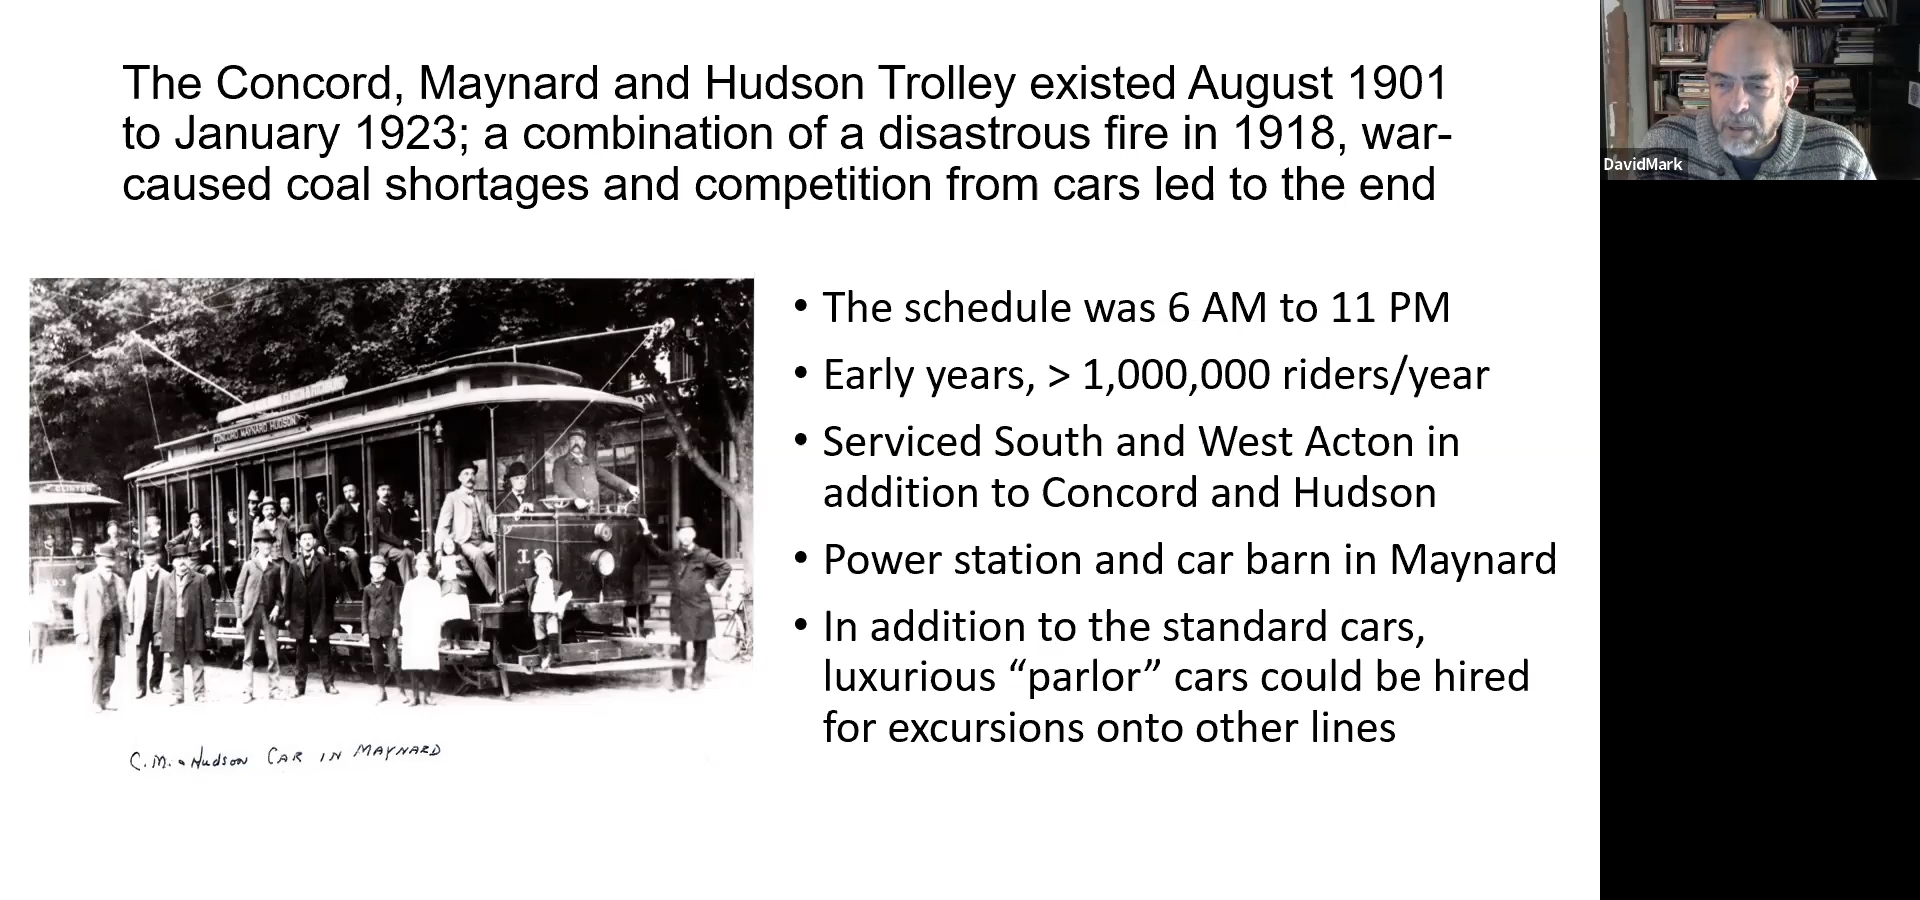 The Concord, Maynard and Hudson Trolley existed August 1901
to January 1923; a combination of a disastrous fire in 1918, war-
caused coal shortages and competition from cars led to the end
DavidMark
• The schedule was 6 AM to 11 PM
• Early years, > 1,000,000 riders/year
• Serviced South and West Acton in
addition to Concord and Hudson
• Power station and car barn in Maynard
• In addition to the standard cars,
luxurious “parlor” cars could be hired
for excursions onto other lines
CONCORD MAYNARD HUDSON
C.M. & Hudson CAR IN MAYNARD